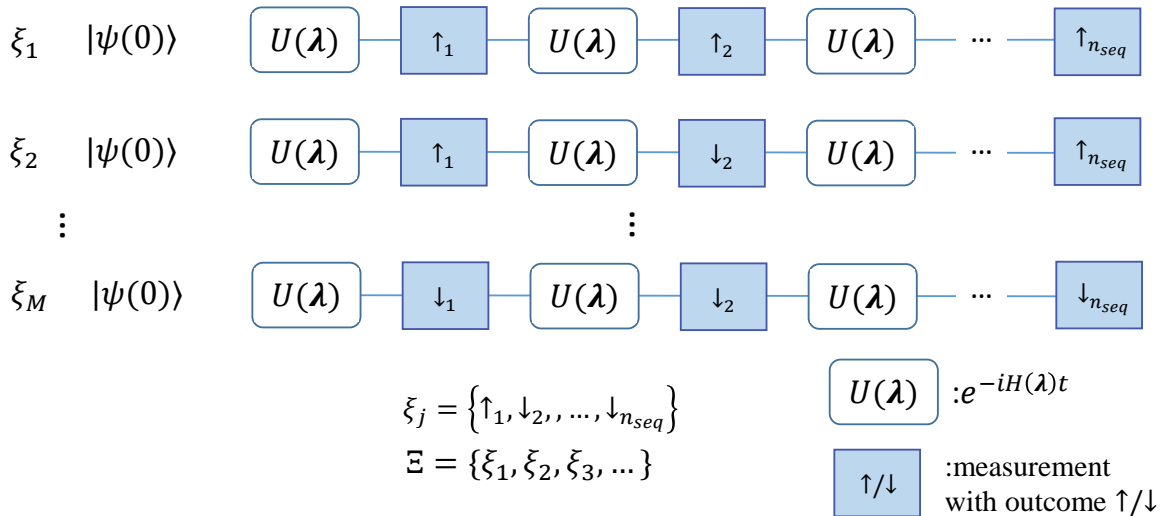 ξ₁ |ψ(0)⟩ U(λ) ↑₁ U(λ) ↑₂ U(λ) ... ↑ₙₛₑq
ξ₂ |ψ(0)⟩ U(λ) ↑₁ U(λ) ↓₂ U(λ) ... ↑ₙₛₑq
⋮ ⋮
ξ_M |ψ(0)⟩ U(λ) ↓₁ U(λ) ↓₂ U(λ) ... ↓ₙₛₑq
ξⱼ = {↑₁, ↓₂, , ..., ↓ₙₛₑq}
Ξ = {ξ₁, ξ₂, ξ₃, ...}
U(λ) :e^{-iH(λ)t}
↑/↓ :measurement
with outcome ↑/↓